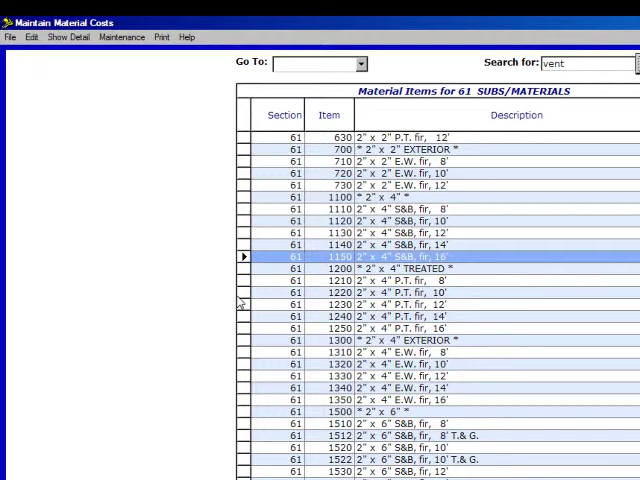 Maintain Material Costs
File Edit Show Detail Maintenance Print Help
Go To: Search for: vent
Material Items for 61 SUBS/MATERIALS
Section Item Description
61 630 2" x 2" P.T. fir, 12'
61 700 * 2" x 2" EXTERIOR *
61 710 2" x 2" E.W. fir, 8'
61 720 2" x 2" E.W. fir, 10'
61 730 2" x 2" E.W. fir, 12'
61 1100 * 2" x 4" *
61 1110 2" x 4" S&B, fir, 8'
61 1120 2" x 4" S&B, fir, 10'
61 1130 2" x 4" S&B, fir, 12'
61 1140 2" x 4" S&B, fir, 14'
61 1150 2" x 4" S&B, fir, 16'
61 1200 * 2" x 4" TREATED *
61 1210 2" x 4" P.T. fir, 8'
61 1220 2" x 4" P.T. fir, 10'
61 1230 2" x 4" P.T. fir, 12'
61 1240 2" x 4" P.T. fir, 14'
61 1250 2" x 4" P.T. fir, 16'
61 1300 * 2" x 4" EXTERIOR *
61 1310 2" x 4" E.W. fir, 8'
61 1320 2" x 4" E.W. fir, 10'
61 1330 2" x 4" E.W. fir, 12'
61 1340 2" x 4" E.W. fir, 14'
61 1350 2" x 4" E.W. fir, 16'
61 1500 * 2" x 6" *
61 1510 2" x 6" S&B, fir, 8'
61 1512 2" x 6" S&B, fir, 8' T.& G.
61 1520 2" x 6" S&B, fir, 10'
61 1522 2" x 6" S&B, fir, 10' T.& G.
61 1530 2" x 6" S&B, fir, 12'